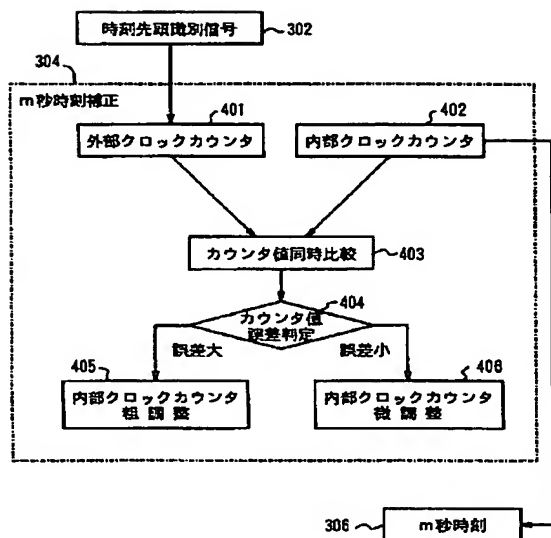 時刻先頭識別信号
302
304
m秒時刻補正
401
402
外部クロックカウンタ
内部クロックカウンタ
カウンタ値同時比較
403
404
カウンタ値
誤差判定
誤差大
誤差小
405
406
内部クロックカウンタ
粗調整
内部クロックカウンタ
微調整
306
m秒時刻